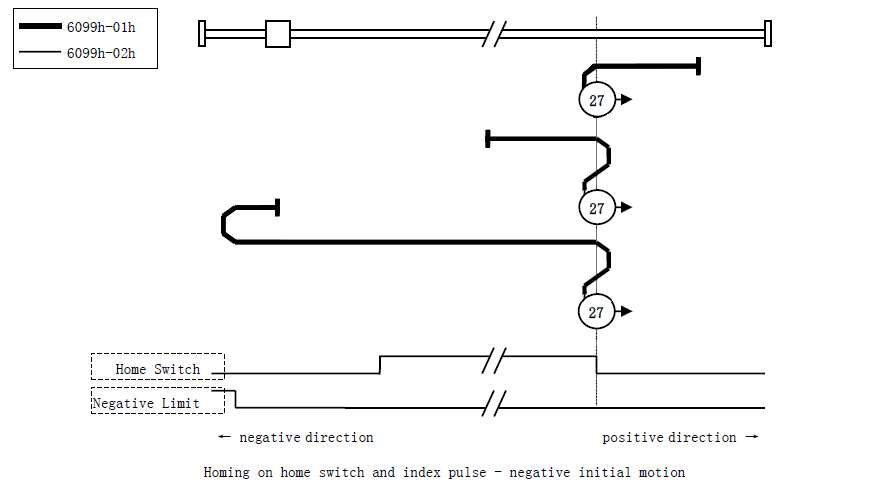 6099h-01h
6099h-02h
27
27
27
Home Switch
Negative Limit
← negative direction
positive direction →
Homing on home switch and index pulse - negative initial motion